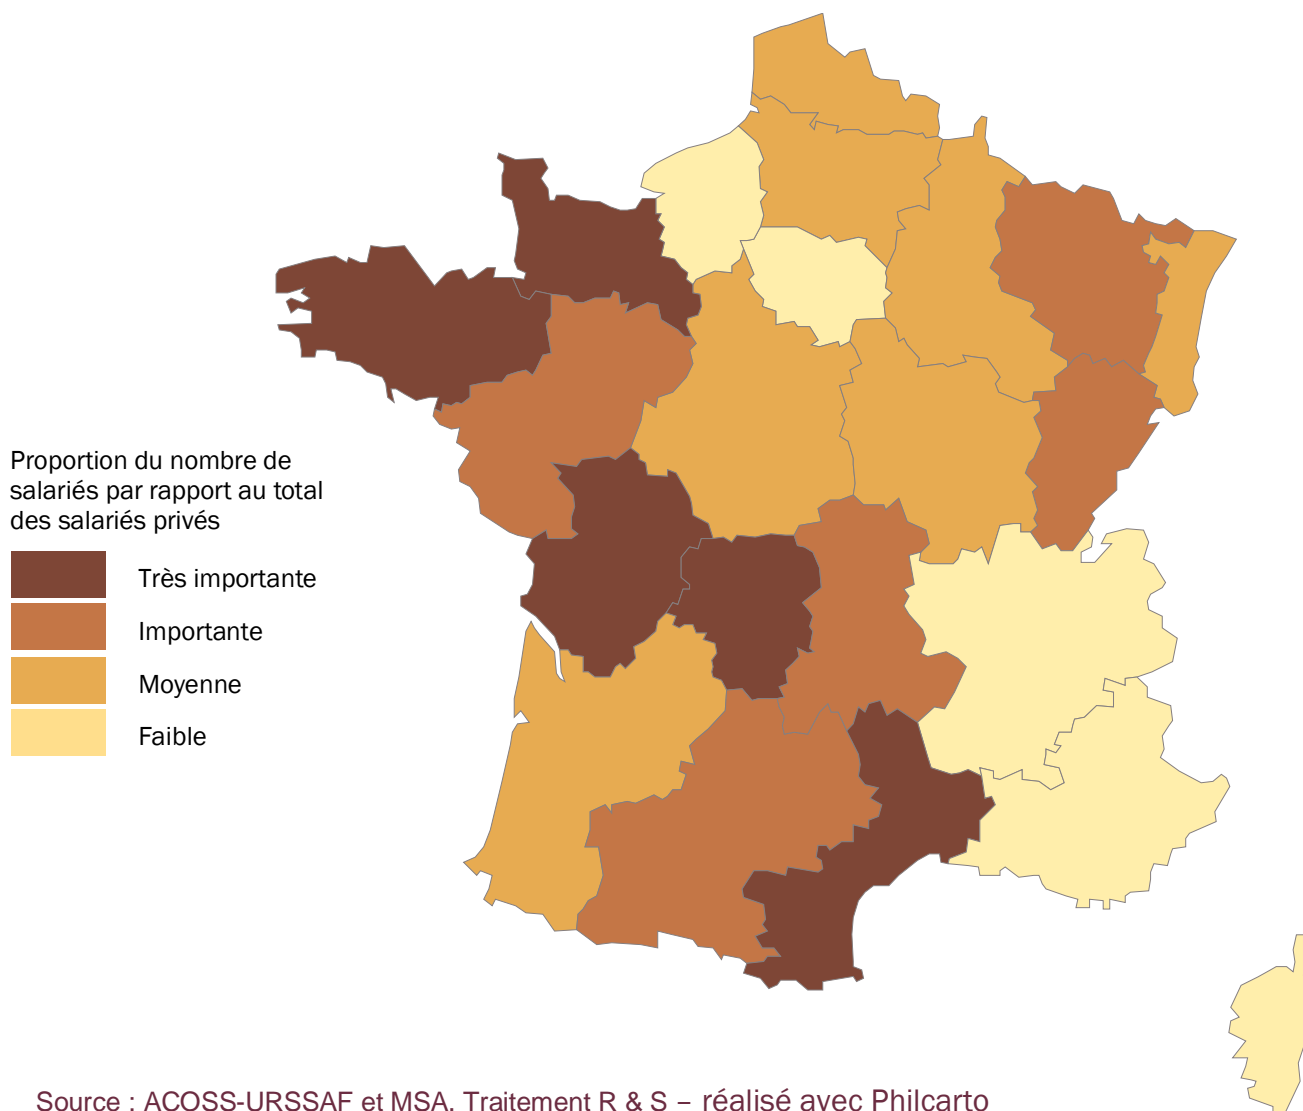 Proportion du nombre de
salariés par rapport au total
des salariés privés
Très importante
Importante
Moyenne
Faible
Source : ACOSS-URSSAF et MSA. Traitement R & S – réalisé avec Philcarto